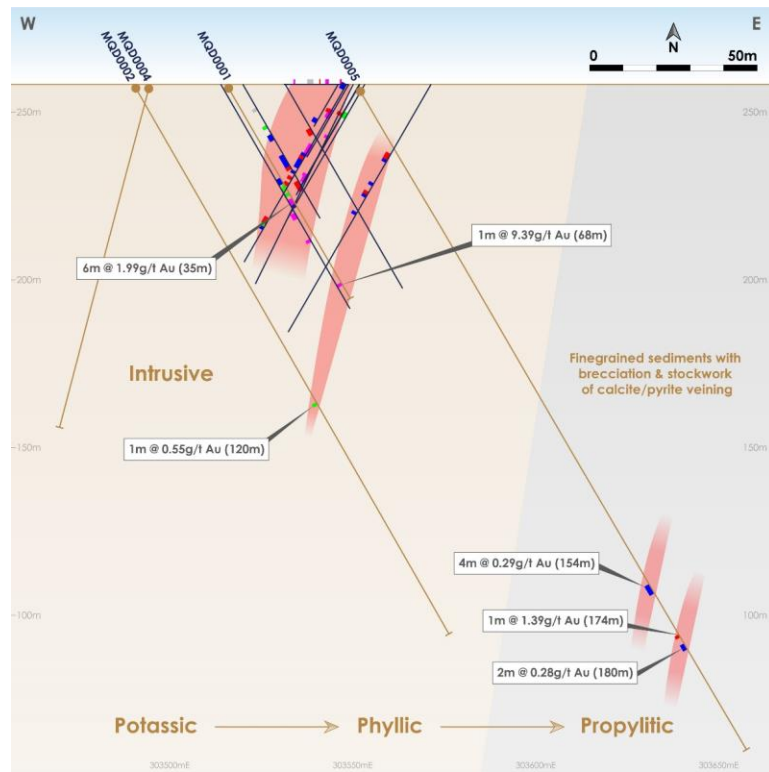 W
E
MQD0002
MQD0004
MQD0001
MQD0005
N
0
50m
250m
250m
1m @ 9.39g/t Au (68m)
6m @ 1.99g/t Au (35m)
200m
200m
Intrusive
Finegrained sediments with
brecciation & stockwork
of calcite/pyrite veining
1m @ 0.55g/t Au (120m)
150m
150m
4m @ 0.29g/t Au (154m)
100m
100m
1m @ 1.39g/t Au (174m)
2m @ 0.28g/t Au (180m)
Potassic
Phyllic
Propylitic
303500mE
303550mE
303600mE
303650mE